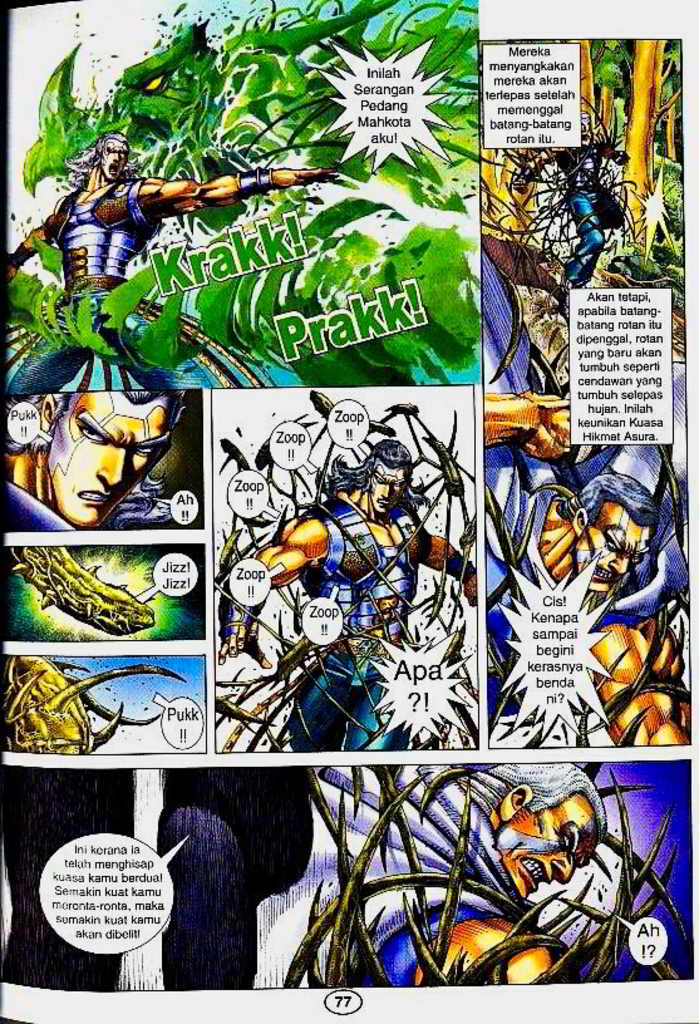 Inilah
Serangan
Pedang
Mahkota
aku!
Krakk!
Prakk!
Mereka
menyangkakan
mereka akan
terlepas setelah
memenggal
batang-batang
rotan itu.
Akan tetapi,
apabila batang-
batang rotan itu
dipenggal, rotan
yang baru akan
tumbuh seperti
cendawan yang
tumbuh selepas
hujan. Inilah
keunikan Kuasa
Hikmat Asura.
Pukk
!!
Ah
!!
Jizz!
Jizz!
Pukk
!!
Zoop
!!
Zoop
!!
Zoop
!!
Zoop
!!
Zoop
!!
Apa
?!
Cis!
Kenapa
sampai
begini
kerasnya
benda
ni?
Ini kerana ia
telah menghisap
kuasa kamu berdua!
Semakin kuat kamu
meronta-ronta, maka
semakin kuat kamu
akan dibelit!
Ah
!?
77